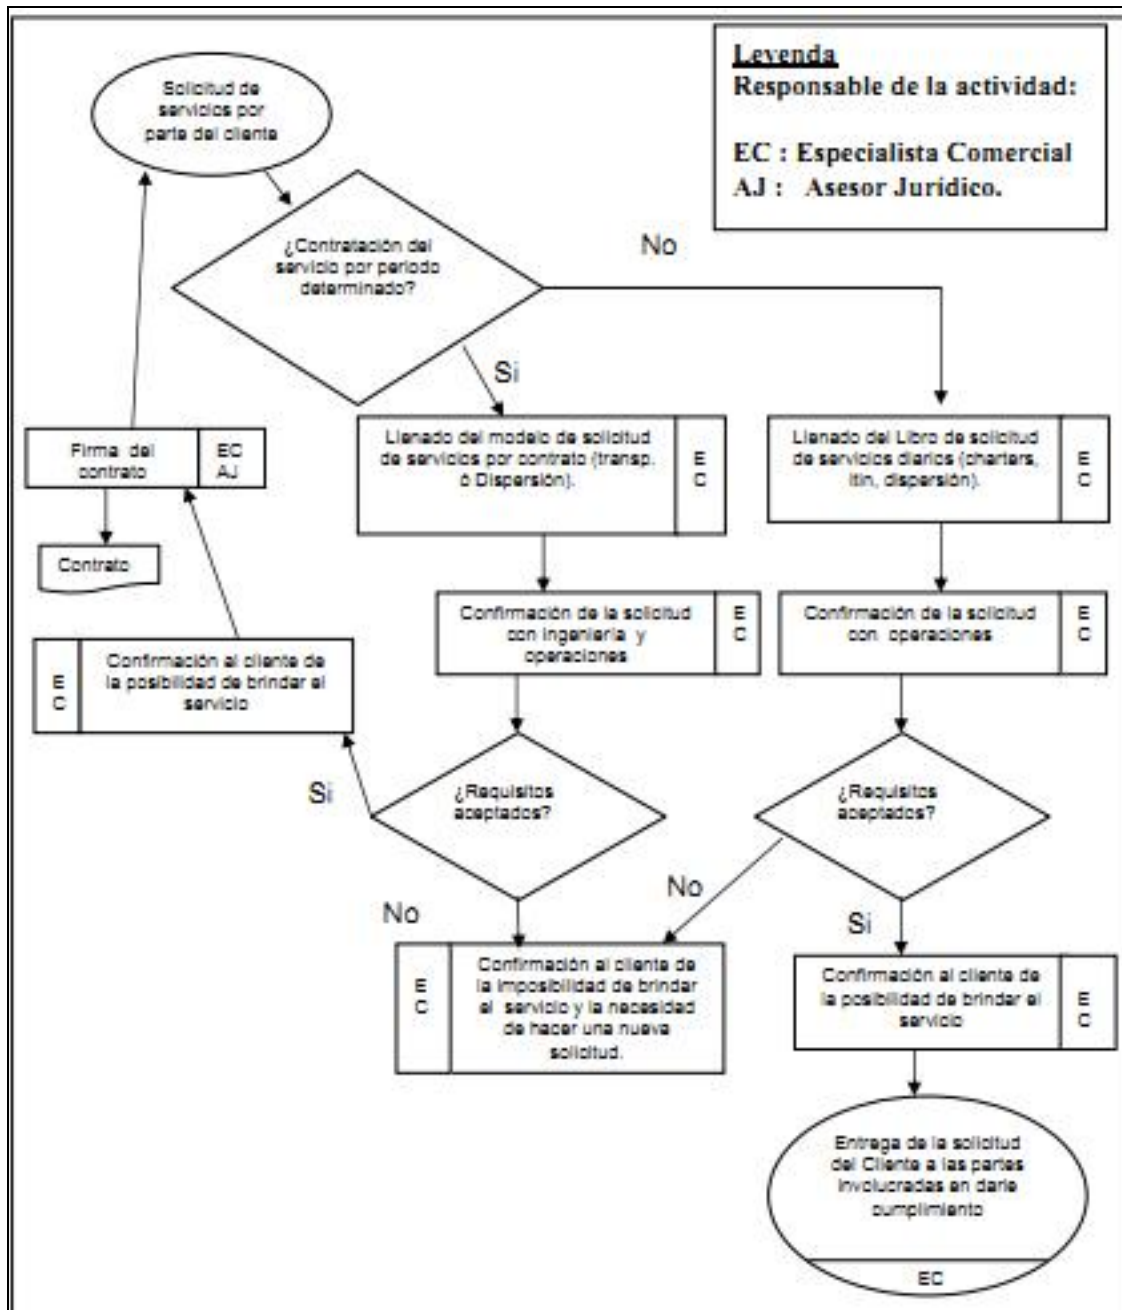 Solicitud de
servicios por
parte del cliente
Leyenda
Responsable de la actividad:
EC : Especialista Comercial
AJ : Asesor Jurídico.
¿Contratación del
servicio por periodo
determinado?
No
Si
Firma del
contrato
EC
AJ
Llenado del modelo de solicitud
de servicios por contrato (transp.
ó Dispersión).
E
C
Llenado del Libro de solicitud
de servicios diarios (charters,
itin, dispersión).
E
C
Contrato
Confirmación de la solicitud
con ingeniería y
operaciones
E
C
Confirmación de la solicitud
con operaciones
E
C
E
C
Confirmación al cliente de
la posibilidad de brindar el
servicio
Si
¿Requisitos
aceptados?
¿Requisitos
aceptados?
No
No
Si
E
C
Confirmación al cliente de
la imposibilidad de brindar
el servicio y la necesidad
de hacer una nueva
solicitud.
Confirmación al cliente de
la posibilidad de brindar el
servicio
E
C
Entrega de la solicitud
del Cliente a las partes
involucradas en darle
cumplimiento
EC